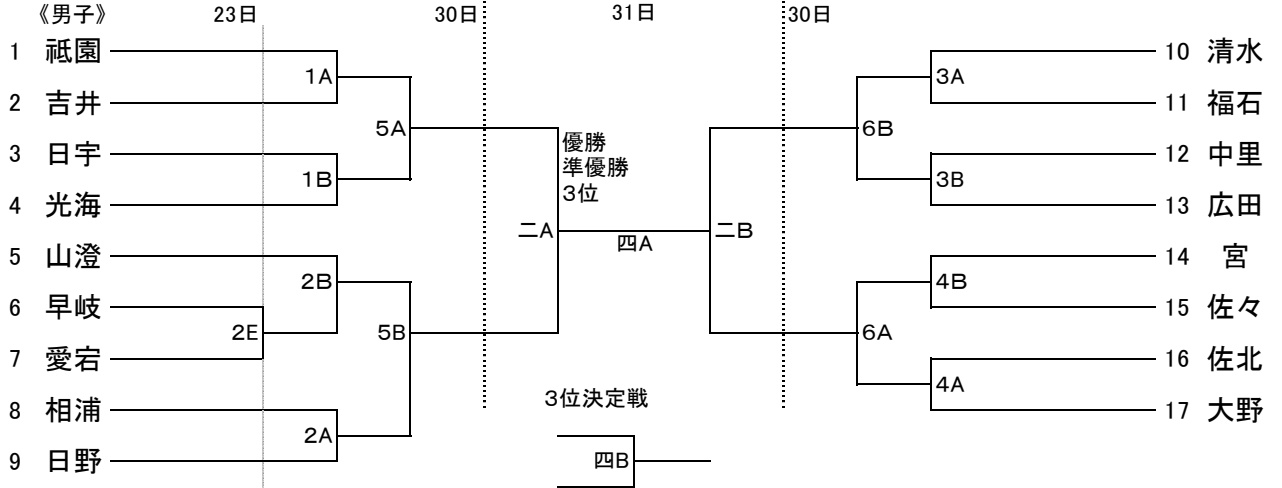 《男子》 23日 30日 31日 30日
1 祗園
1A
2 吉井
5A
3 日宇
1B
4 光海
5 山澄
2B
6 早岐
2E
5B
7 愛宕
8 相浦
2A
9 日野
優勝
準優勝
3位
二A
四A
二B
3位決定戦
四B
10 清水
3A
11 福石
6B
12 中里
3B
13 広田
14 宮
4B
15 佐々
6A
16 佐北
4A
17 大野